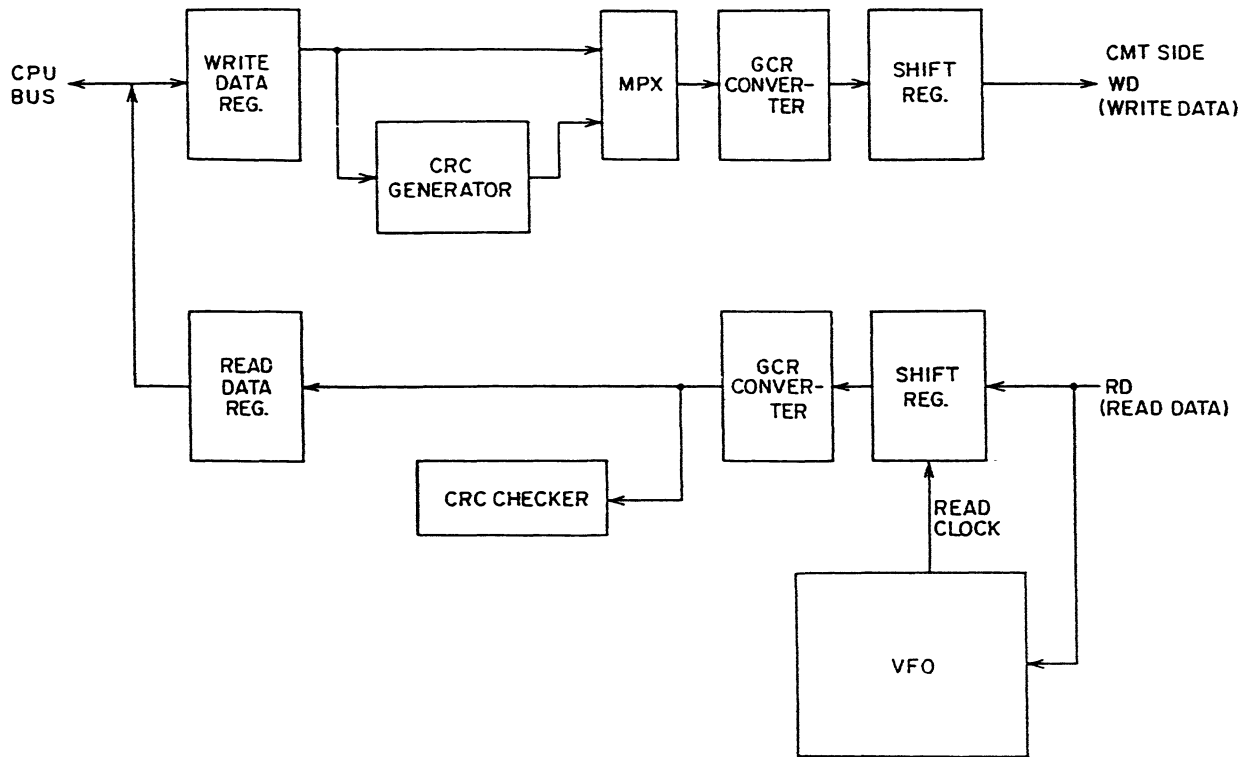 CPU
BUS
WRITE
DATA
REG.
CRC
GENERATOR
MPX
GCR
CONVER-
TER
SHIFT
REG.
CMT SIDE
WD
(WRITE DATA)
READ
DATA
REG.
CRC CHECKER
GCR
CONVER-
TER
SHIFT
REG.
RD
(READ DATA)
READ
CLOCK
VFO